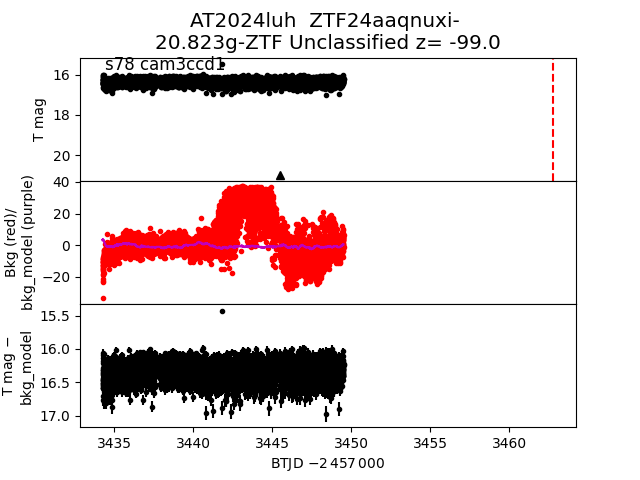 AT2024luh  ZTF24aaqnuxi-
20.823g-ZTF Unclassified z= -99.0
s78 cam3ccd1
16
18
20
T mag
40
20
0
−20
Bkg (red)/
bkg_model (purple)
15.5
16.0
16.5
17.0
T mag −
bkg_model
3435
3440
3445
3450
3455
3460
BTJD −2 457 000